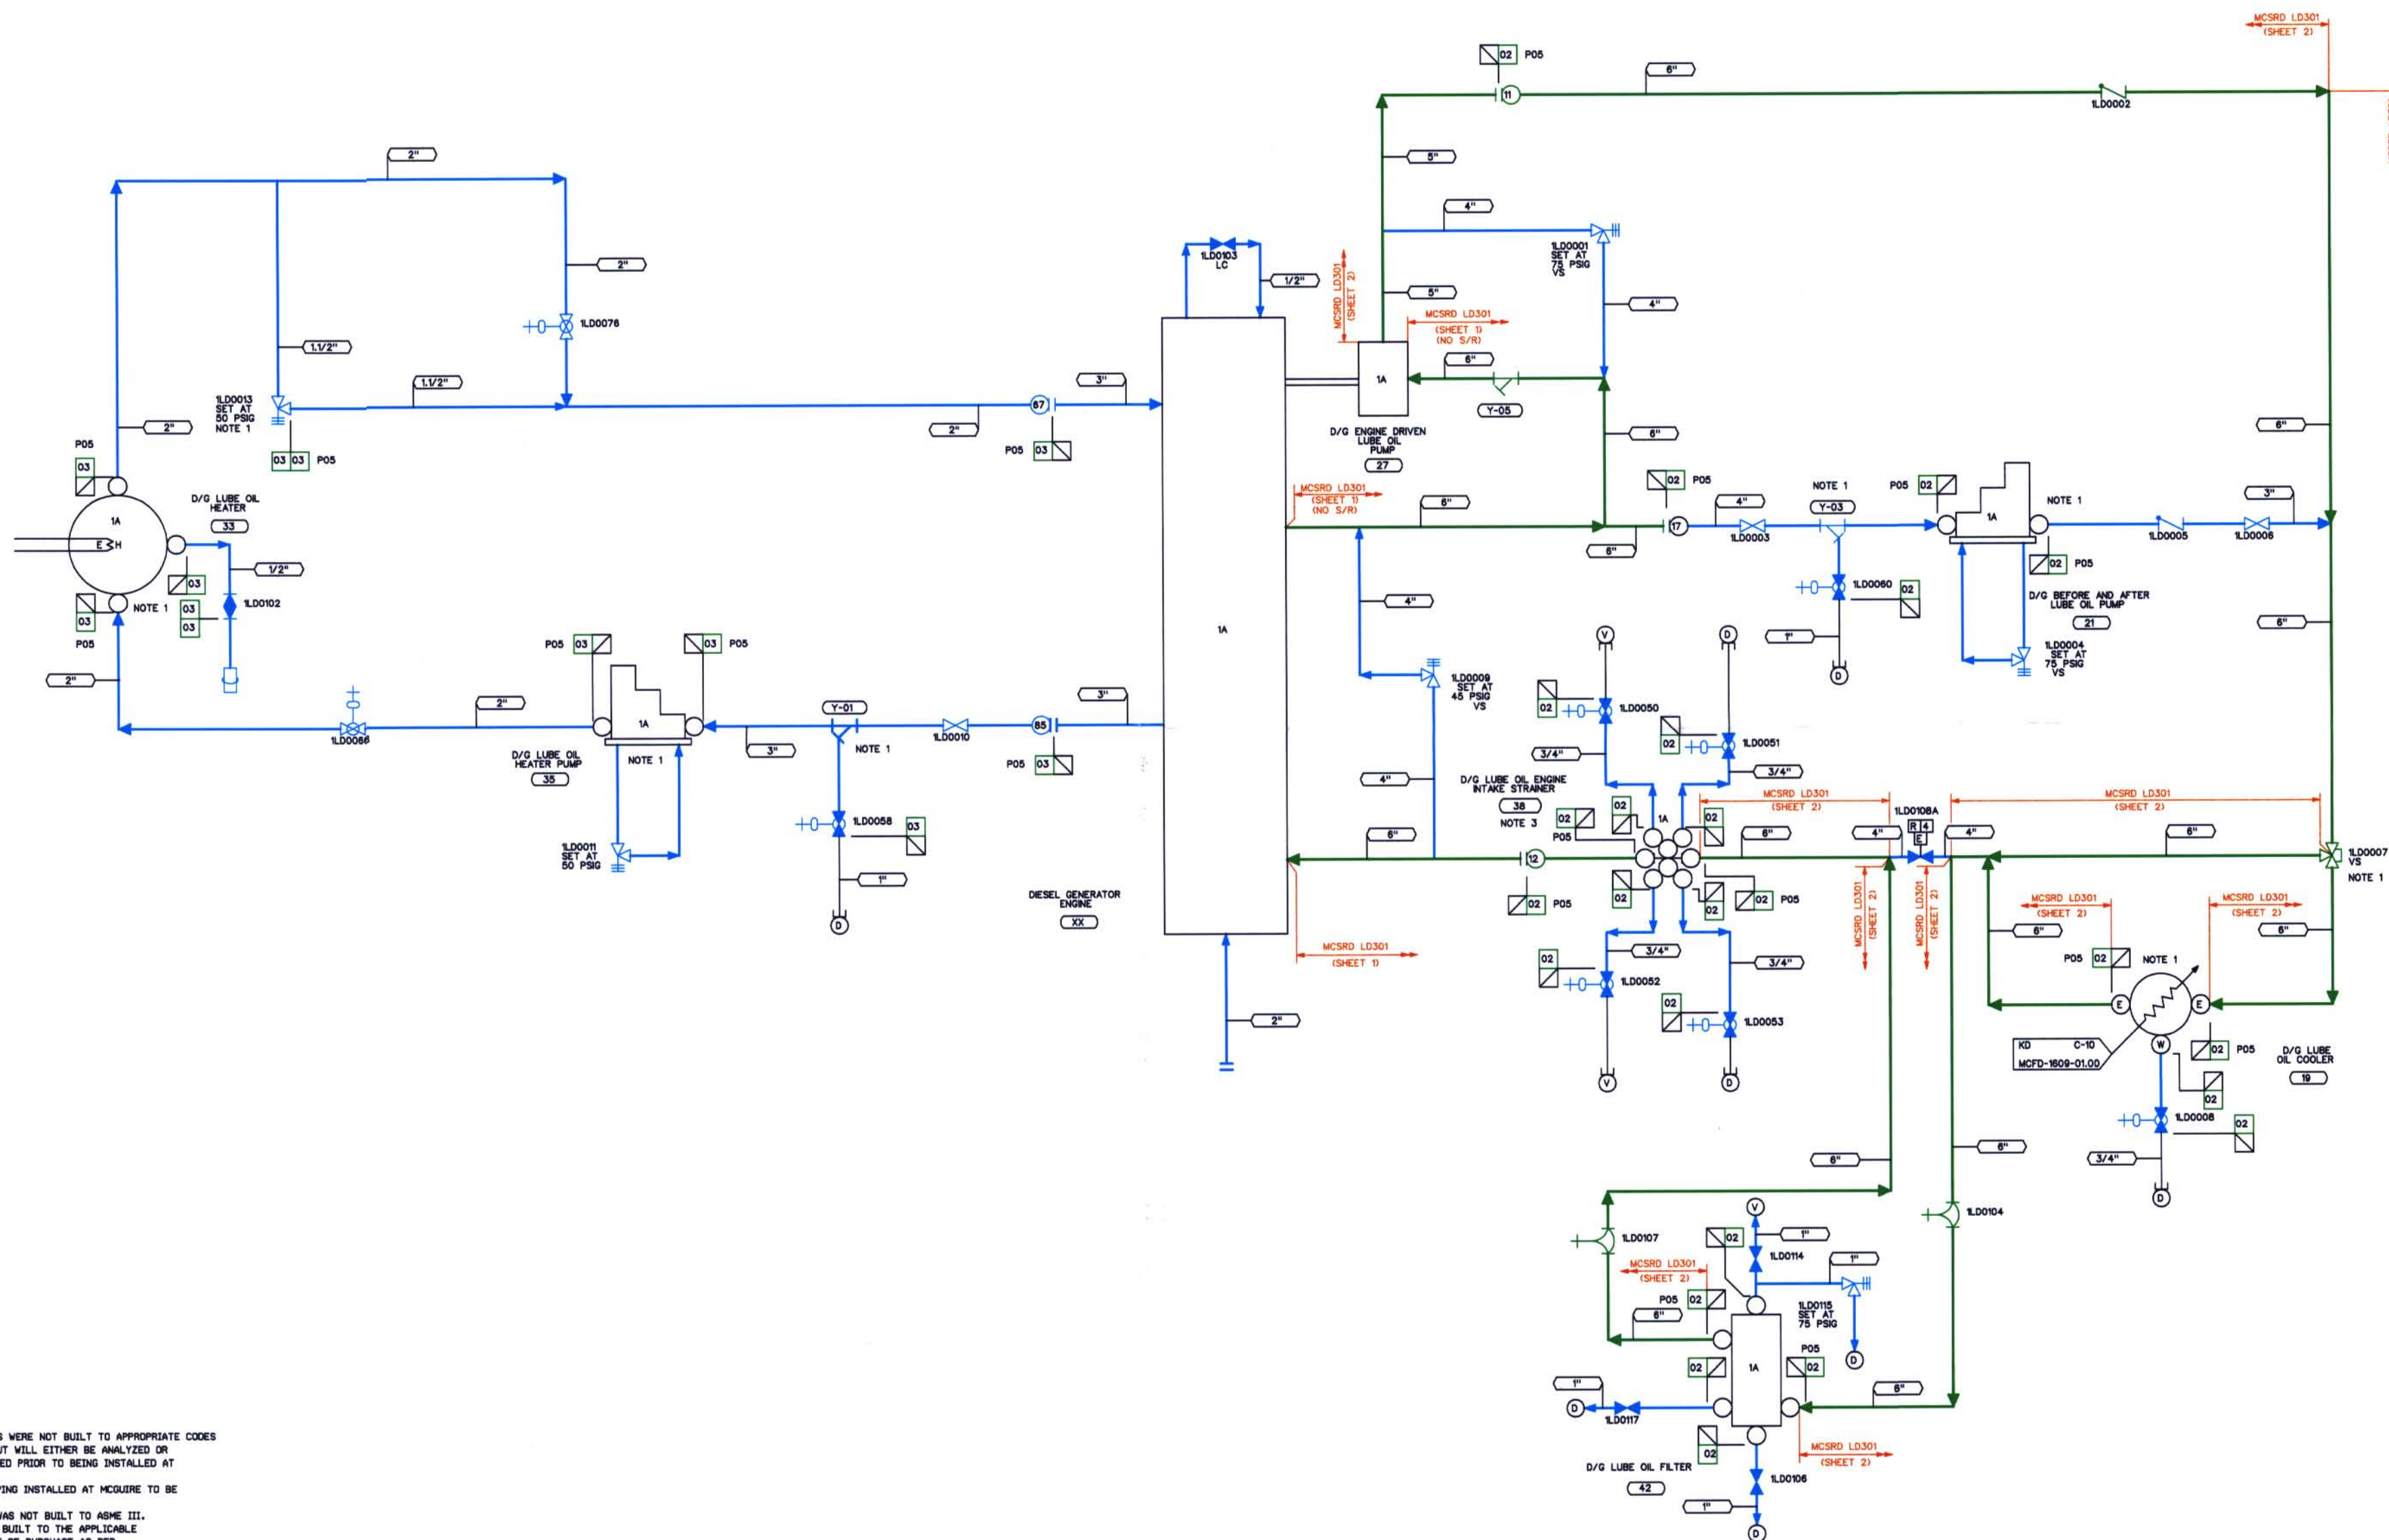 MCSRD LD301
(SHEET 2)
02 P05
11
6"
1LD0002
5"
2"
4"
1LD0001
SET AT
75 PSIG
VS
1LD0103
LC
1/2"
MCSRD LD301
(SHEET 2)
5"
4"
2"
1LD0076
MCSRD LD301
(SHEET 1)
(NO S/R)
1.1/2"
1.1/2"
6"
3"
1A
Y-05
1LD0013
SET AT
50 PSIG
NOTE 1
67
2"
2"
03 03 P05
P05 03
D/G ENGINE DRIVEN
LUBE OIL
PUMP
27
6"
6"
P05
03
D/G LUBE OIL
HEATER
33
1A
E H
MCSRD LD301
(SHEET 1)
(NO S/R)
6"
02 P05
17
4"
6"
1LD0003
NOTE 1
Y-03
P05 02
NOTE 1
1A
3"
1LD0005
1LD0006
1/2"
03
NOTE 1
03
03
1LD0102
03
P05
1LD0060
02
02 P05
D/G BEFORE AND AFTER
LUBE OIL PUMP
21
1"
D
1LD0004
SET AT
75 PSIG
VS
6"
4"
1A
V
D
P05 03
03 P05
2"
2"
3"
1LD0009
SET AT
45 PSIG
VS
02
1LD0050
02
1LD0051
1LD0066
1A
D/G LUBE OIL
HEATER PUMP
35
NOTE 1
3"
Y-01
NOTE 1
1LD0010
85
P05 03
3/4"
3/4"
4"
D/G LUBE OIL ENGINE
INTAKE STRAINER
38
NOTE 3
MCSRD LD301
(SHEET 2)
MCSRD LD301
(SHEET 2)
1LD0108A
R 4
E
1LD0058
03
02
P05
02
1A
02
6"
6"
4"
4"
6"
1LD0011
SET AT
50 PSIG
1"
D
12
02 P05
02
02
02 P05
1LD0007
VS
NOTE 1
DIESEL GENERATOR
ENGINE
XX
MCSRD LD301
(SHEET 1)
MCSRD LD301
(SHEET 2)
MCSRD LD301
(SHEET 2)
MCSRD LD301
(SHEET 2)
MCSRD LD301
(SHEET 2)
6"
6"
3/4"
3/4"
02
1LD0052
02
1LD0053
P05 02
NOTE 1
E
E
W
2"
V
D
KD C-10
MCFD-1609-01.00
02 P05
D/G LUBE
OIL COOLER
19
02
1LD0008
02
6"
6"
3/4"
D
1LD0107
V
02
1"
1LD0114
1"
1LD0104
MCSRD LD301
(SHEET 2)
P05 02
1LD0115
SET AT
75 PSIG
6"
D
02
1A
P05
02
1"
D
1LD0117
6"
02
MCSRD LD301
(SHEET 2)
D/G LUBE OIL FILTER
42
1LD0106
1"
D
S WERE NOT BUILT TO APPROPRIATE CODES
UT WILL EITHER BE ANALYZED OR
ED PRIOR TO BEING INSTALLED AT
PING INSTALLED AT MCGUIRE TO BE
WAS NOT BUILT TO ASME III.
BUILT TO THE APPLICABLE